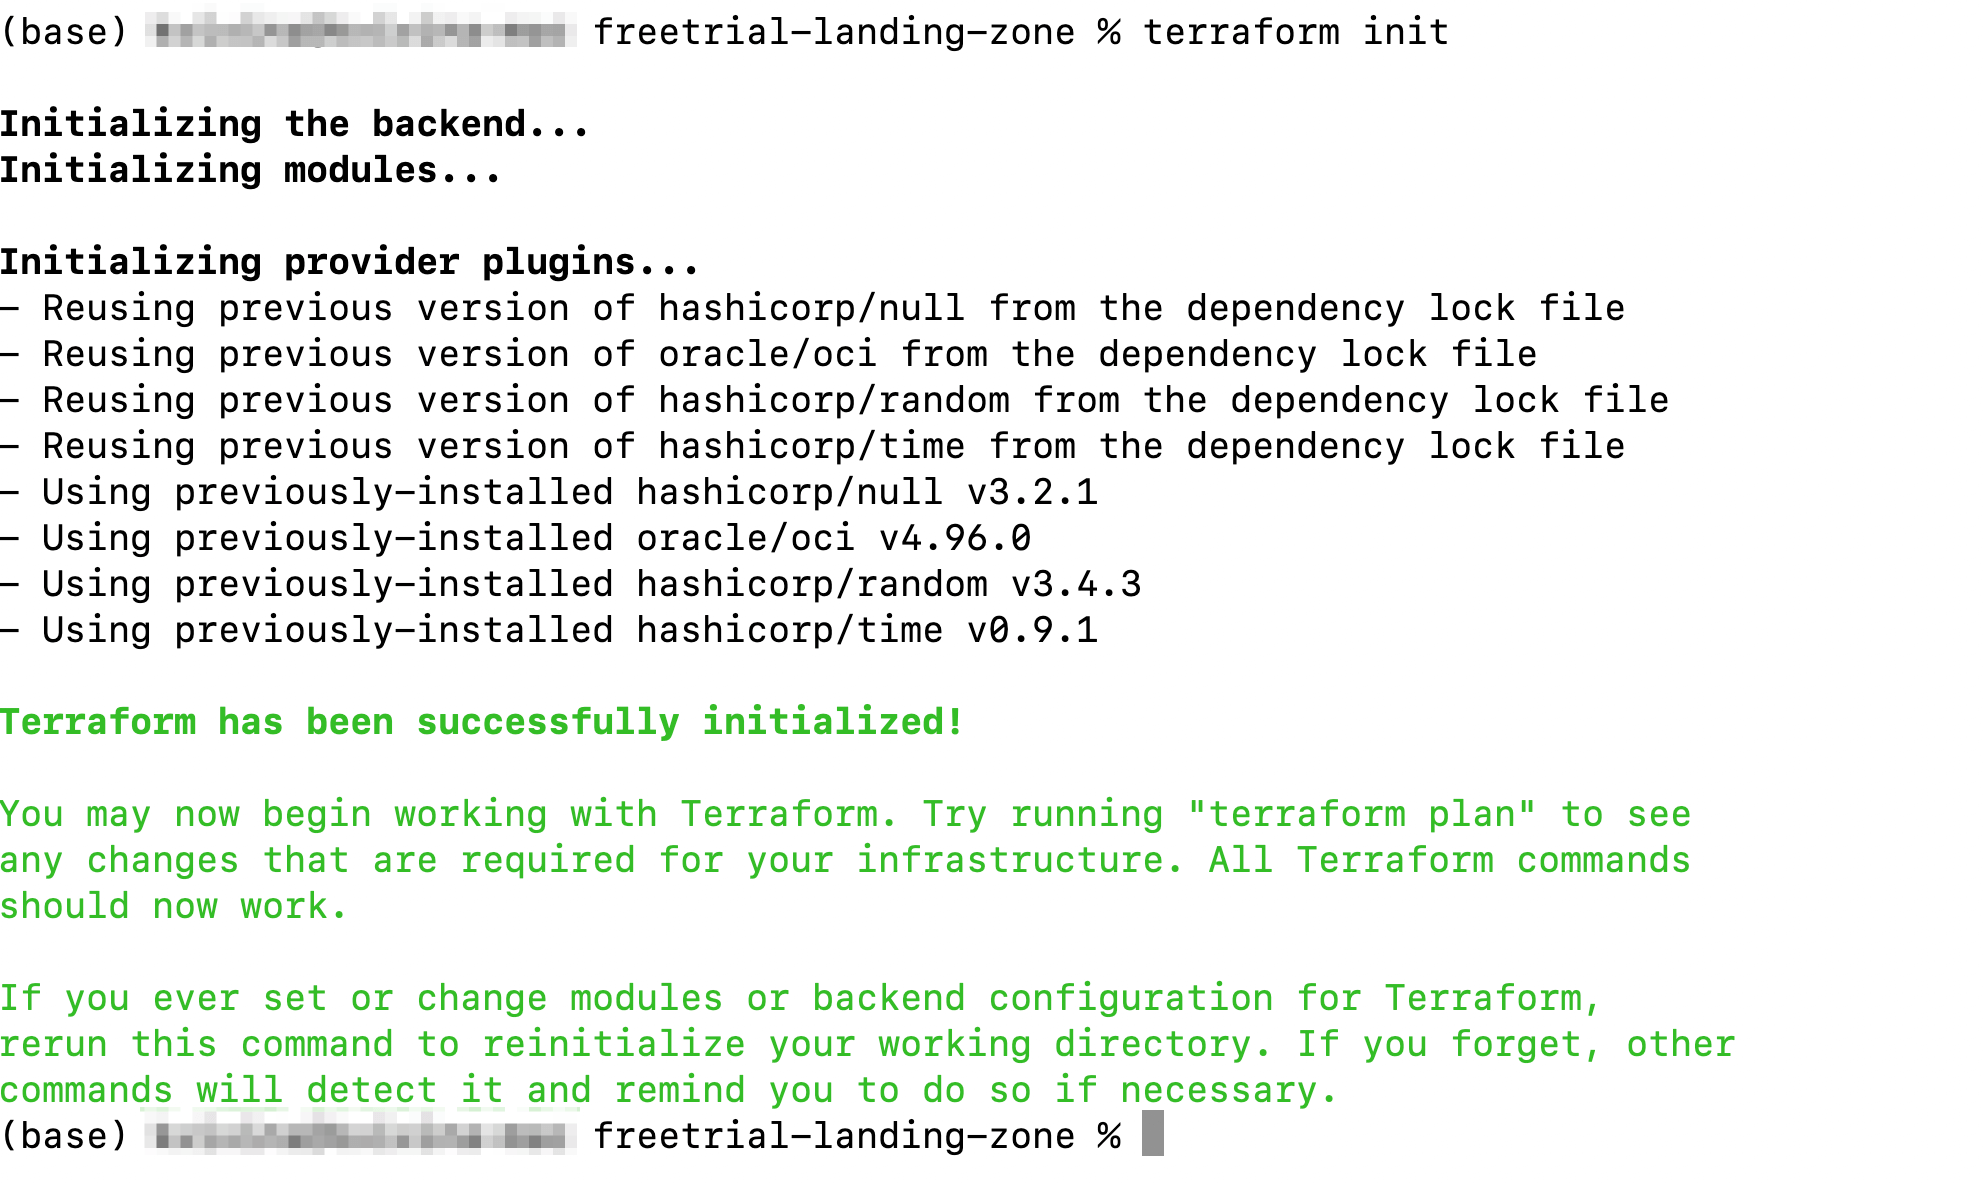 (base) freetrial-landing-zone % terraform init
Initializing the backend...
Initializing modules...
Initializing provider plugins...
- Reusing previous version of hashicorp/null from the dependency lock file
- Reusing previous version of oracle/oci from the dependency lock file
- Reusing previous version of hashicorp/random from the dependency lock file
- Reusing previous version of hashicorp/time from the dependency lock file
- Using previously-installed hashicorp/null v3.2.1
- Using previously-installed oracle/oci v4.96.0
- Using previously-installed hashicorp/random v3.4.3
- Using previously-installed hashicorp/time v0.9.1
Terraform has been successfully initialized!
You may now begin working with Terraform. Try running "terraform plan" to see
any changes that are required for your infrastructure. All Terraform commands
should now work.
If you ever set or change modules or backend configuration for Terraform,
rerun this command to reinitialize your working directory. If you forget, other
commands will detect it and remind you to do so if necessary.
(base) freetrial-landing-zone %